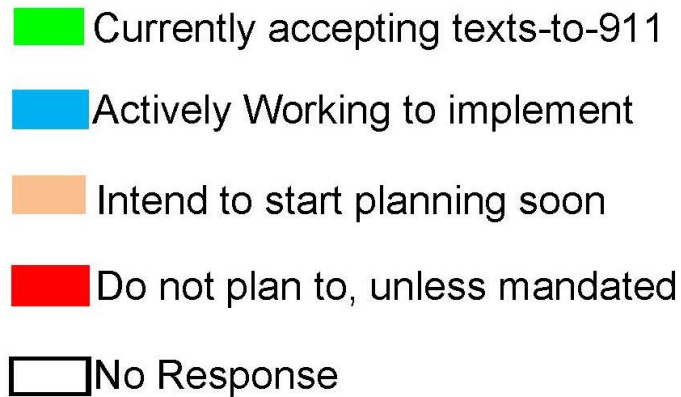 Currently accepting texts-to-911
Actively Working to implement
Intend to start planning soon
Do not plan to, unless mandated
No Response